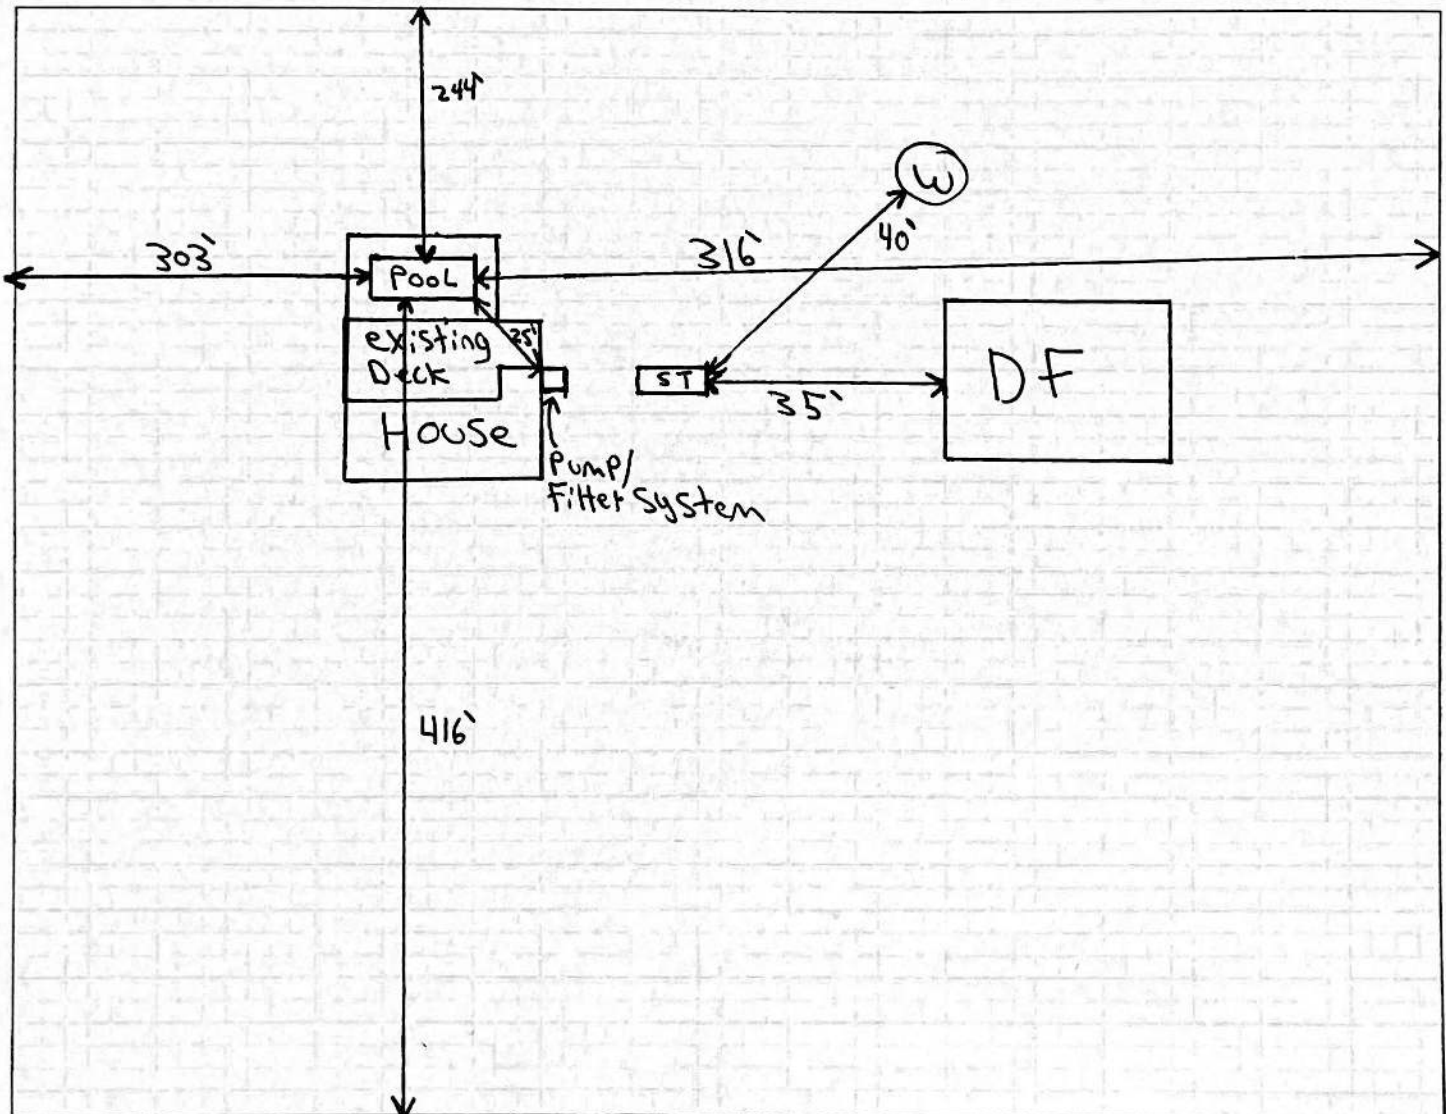 244'
W
40'
303'
316'
POOL
25'
existing
Deck
ST
35'
DF
House
Pump/
Filter System
416'